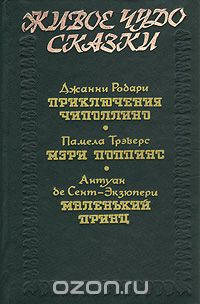 ЖИВОЕ ЧУДО
СКАЗКИ
Джанни Родари
ПРИКЛЮЧЕНИЯ
ЧИПОЛЛИНО
Памела Трэверс
МЭРИ ПОППИНС
Антуан
де Сент-Экзюпери
МАЛЕНЬКИЙ
ПРИНЦ
OZON.ru